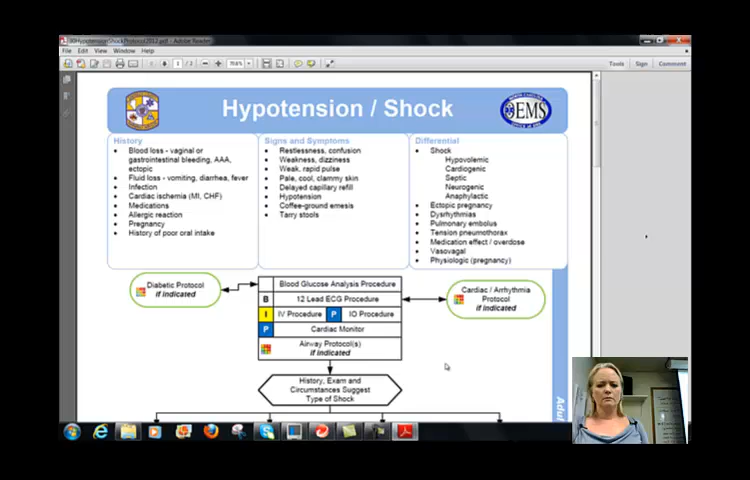 30HypotensionShockProtocol2012.pdf - Adobe Reader
File Edit View Window Help
Tools Sign Comment
Hypotension / Shock
EMS
History
Blood loss - vaginal or
gastrointestinal bleeding, AAA,
ectopic
Fluid loss - vomiting, diarrhea, fever
Infection
Cardiac ischemia (MI, CHF)
Medications
Allergic reaction
Pregnancy
History of poor oral intake
Signs and Symptoms
Restlessness, confusion
Weakness, dizziness
Weak, rapid pulse
Pale, cool, clammy skin
Delayed capillary refill
Hypotension
Coffee-ground emesis
Tarry stools
Differential
Shock
Hypovolemic
Cardiogenic
Septic
Neurogenic
Anaphylactic
Ectopic pregnancy
Dysrhythmias
Pulmonary embolus
Tension pneumothorax
Medication effect / overdose
Vasovagal
Physiologic (pregnancy)
Diabetic Protocol
if indicated
Blood Glucose Analysis Procedure
B 12 Lead ECG Procedure
I IV Procedure P IO Procedure
P Cardiac Monitor
Airway Protocol(s)
if indicated
Cardiac / Arrhythmia
Protocol
if indicated
History, Exam and
Circumstances Suggest
Type of Shock